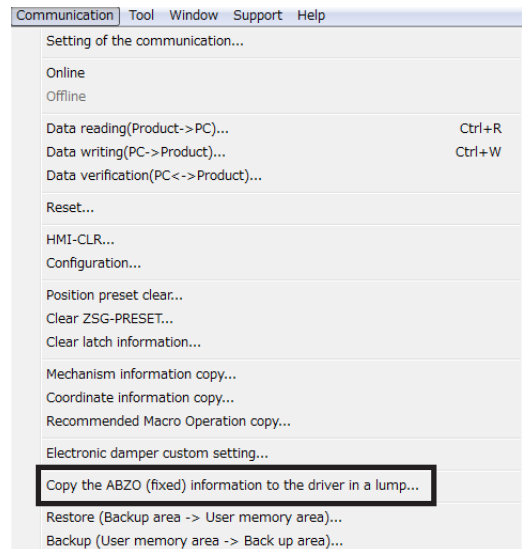 Communication Tool Window Support Help
Setting of the communication...
Online
Offline
Data reading(Product->PC)... Ctrl+R
Data writing(PC->Product)... Ctrl+W
Data verification(PC<->Product)...
Reset...
HMI-CLR...
Configuration...
Position preset clear...
Clear ZSG-PRESET...
Clear latch information...
Mechanism information copy...
Coordinate information copy...
Recommended Macro Operation copy...
Electronic damper custom setting...
Copy the ABZO (fixed) information to the driver in a lump...
Restore (Backup area -> User memory area)...
Backup (User memory area -> Back up area)...